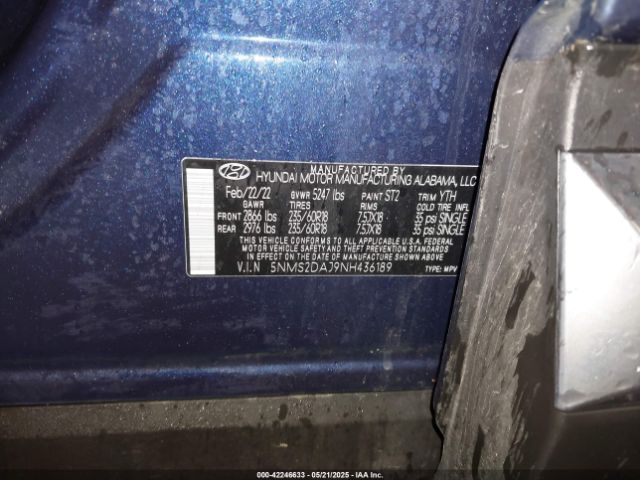 MANUFACTURED BY
HYUNDAI MOTOR MANUFACTURING ALABAMA, LLC
Feb/22/22 GVWR 5247 lbs PAINT ST2 TRIM YTH
GAWR TIRES RIMS COLD TIRE INFL
FRONT 2866 lbs 235/60R18 7.5JX18 35 psi SINGLE
REAR 2976 lbs 235/60R18 7.5JX18 35 psi SINGLE
THIS VEHICLE CONFORMS TO ALL APPLICABLE U.S.A FEDERAL
MOTOR VEHICLE SAFETY AND THEFT PREVENTION STANDARDS
IN EFFECT ON THE DATE OF MANUFACTURE SHOWN ABOVE.
V.I.N 5NMS2DAJ9NH436189 TYPE: MPV
000-42246633 - 05/21/2025 - IAAI.COM